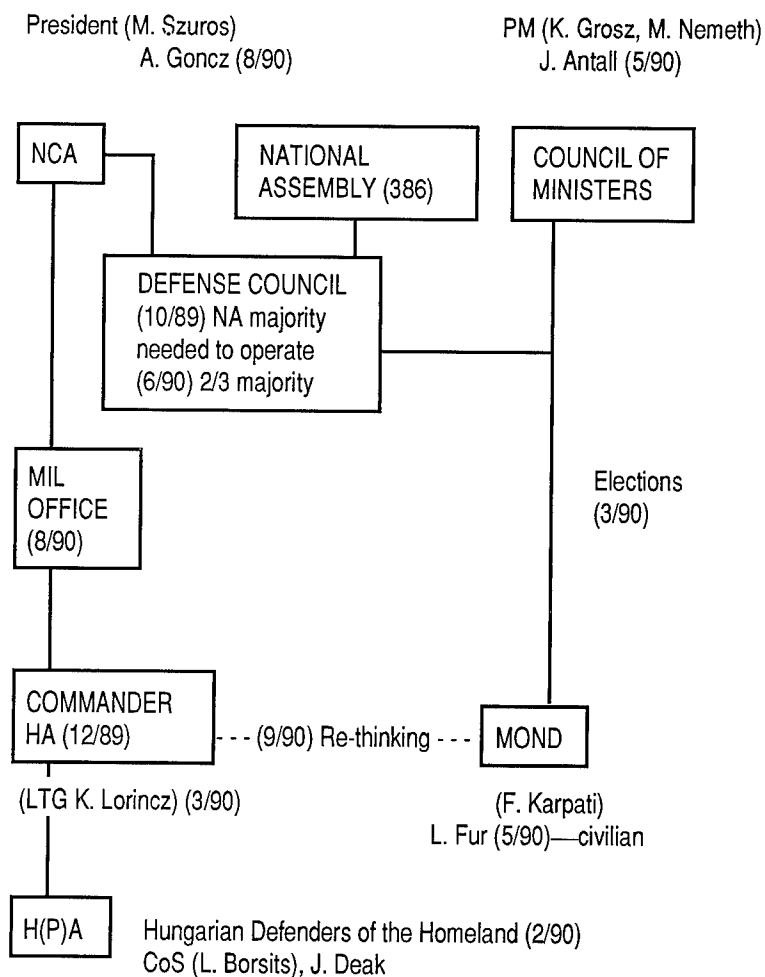 President (M. Szuros)
A. Goncz (8/90)
PM (K. Grosz, M. Nemeth)
J. Antall (5/90)
NCA
NATIONAL
ASSEMBLY (386)
COUNCIL OF
MINISTERS
DEFENSE COUNCIL
(10/89) NA majority
needed to operate
(6/90) 2/3 majority
MIL
OFFICE
(8/90)
Elections
(3/90)
COMMANDER
HA (12/89)
--- (9/90) Re-thinking ---
MOND
(LTG K. Lorincz) (3/90)
(F. Karpati)
L. Fur (5/90)—civilian
H(P)A
Hungarian Defenders of the Homeland (2/90)
CoS (L. Borsits), J. Deak